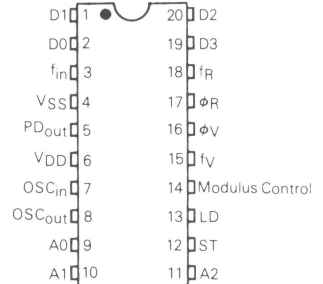 D1 1 20 D2
D0 2 19 D3
fin 3 18 fR
VSS 4 17 φR
PDout 5 16 φV
VDD 6 15 fV
OSCin 7 14 Modulus Control
OSCout 8 13 LD
A0 9 12 ST
A1 10 11 A2